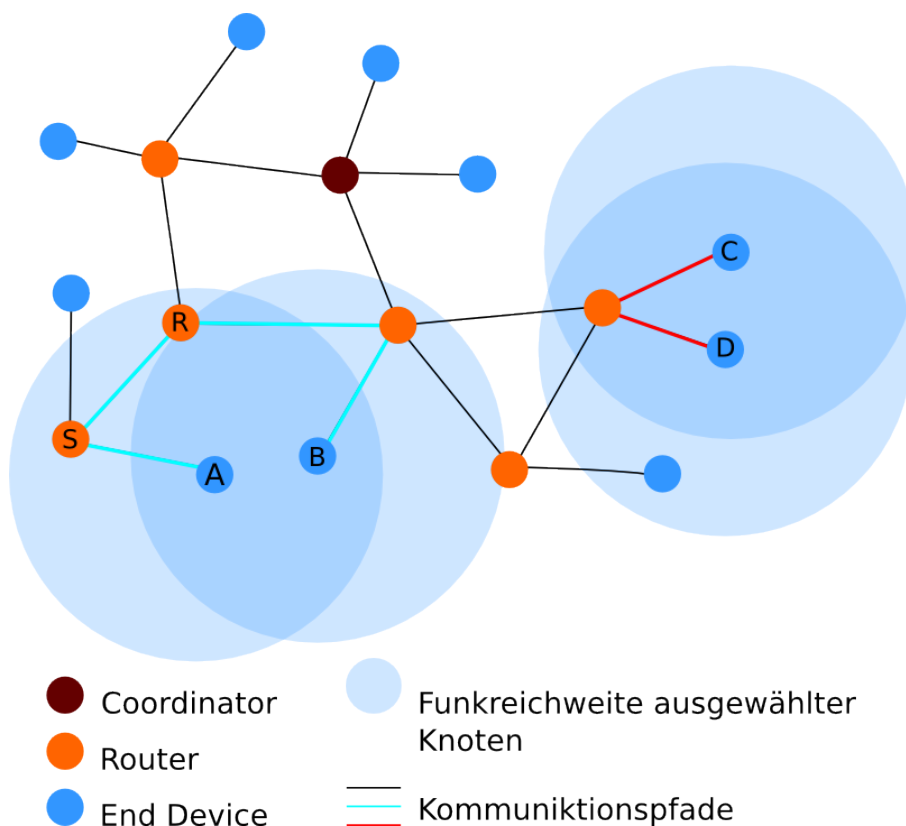 C
R
D
S
A
B
Coordinator
Router
End Device
Funkreichweite ausgewählter
Knoten
Kommuniktionspfade